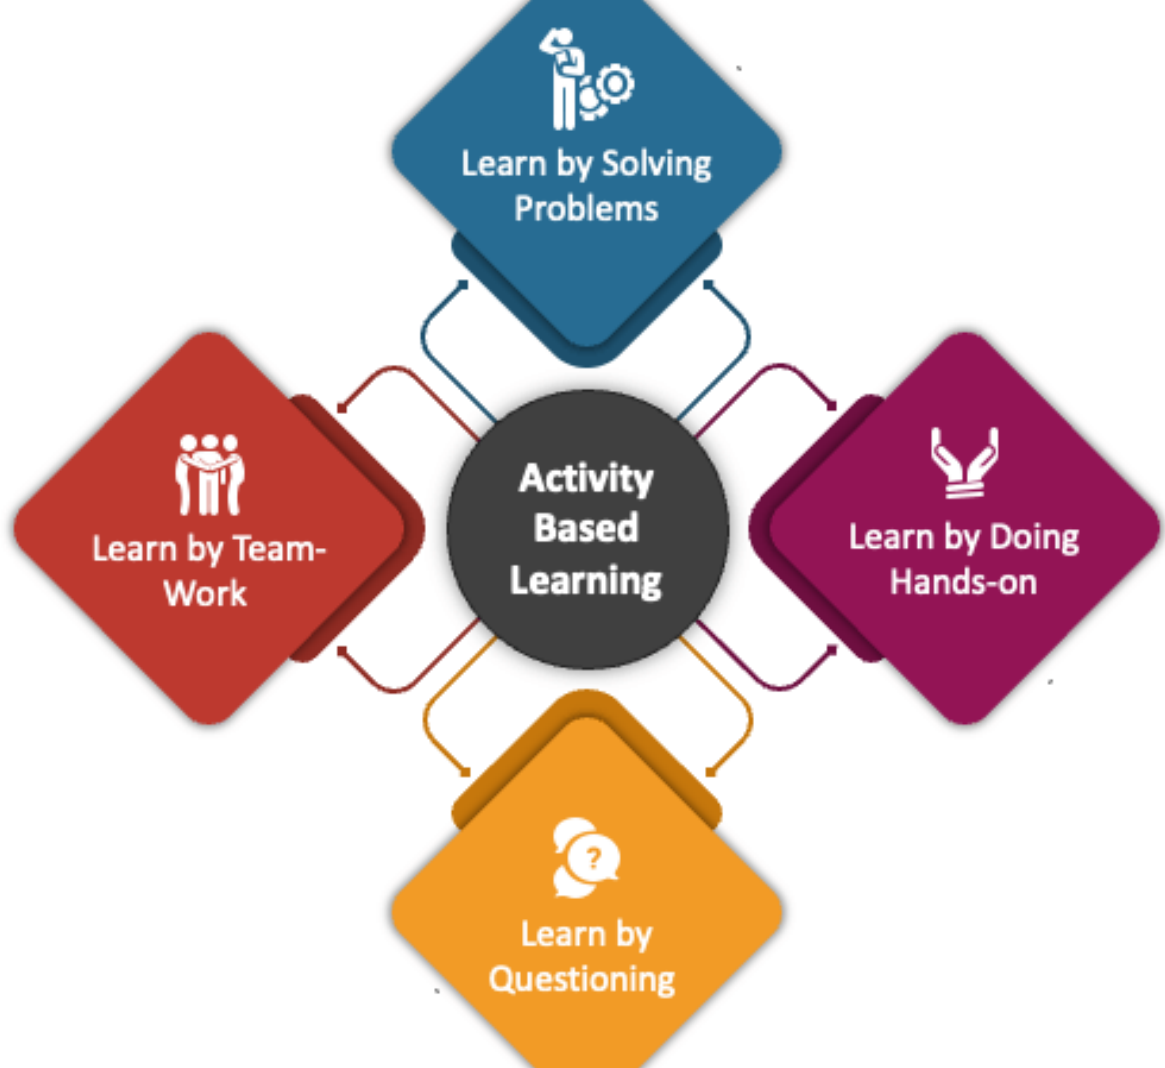 Learn by Solving
Problems
Learn by Team-
Work
Activity
Based
Learning
Learn by Doing
Hands-on
?
Learn by
Questioning